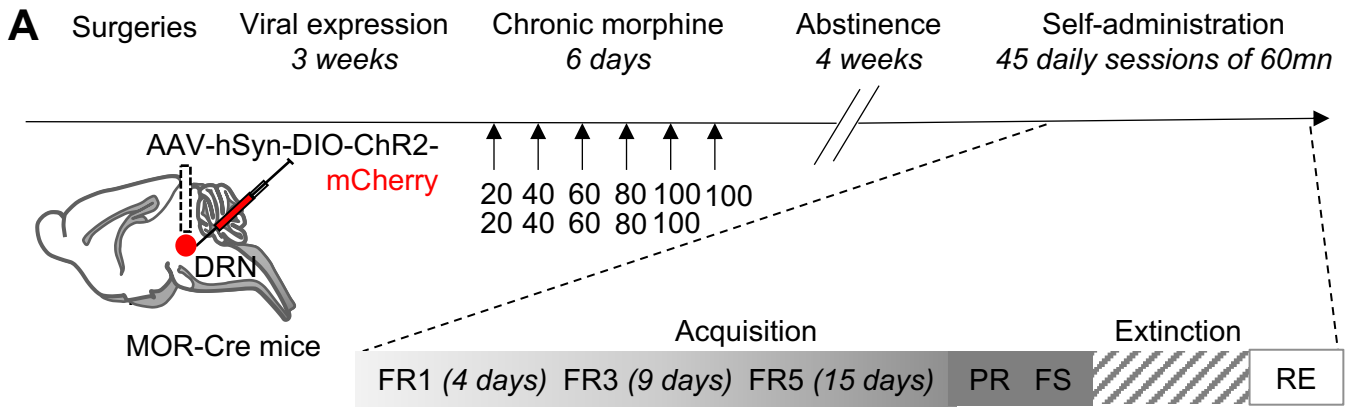 A
Surgeries
Viral expression
3 weeks
Chronic morphine
6 days
Abstinence
4 weeks
Self-administration
45 daily sessions of 60mn
AAV-hSyn-DIO-ChR2-
mCherry
20 40 60 80 100 100
20 40 60 80 100
DRN
MOR-Cre mice
Acquisition
Extinction
FR1 (4 days) FR3 (9 days) FR5 (15 days) PR FS
RE